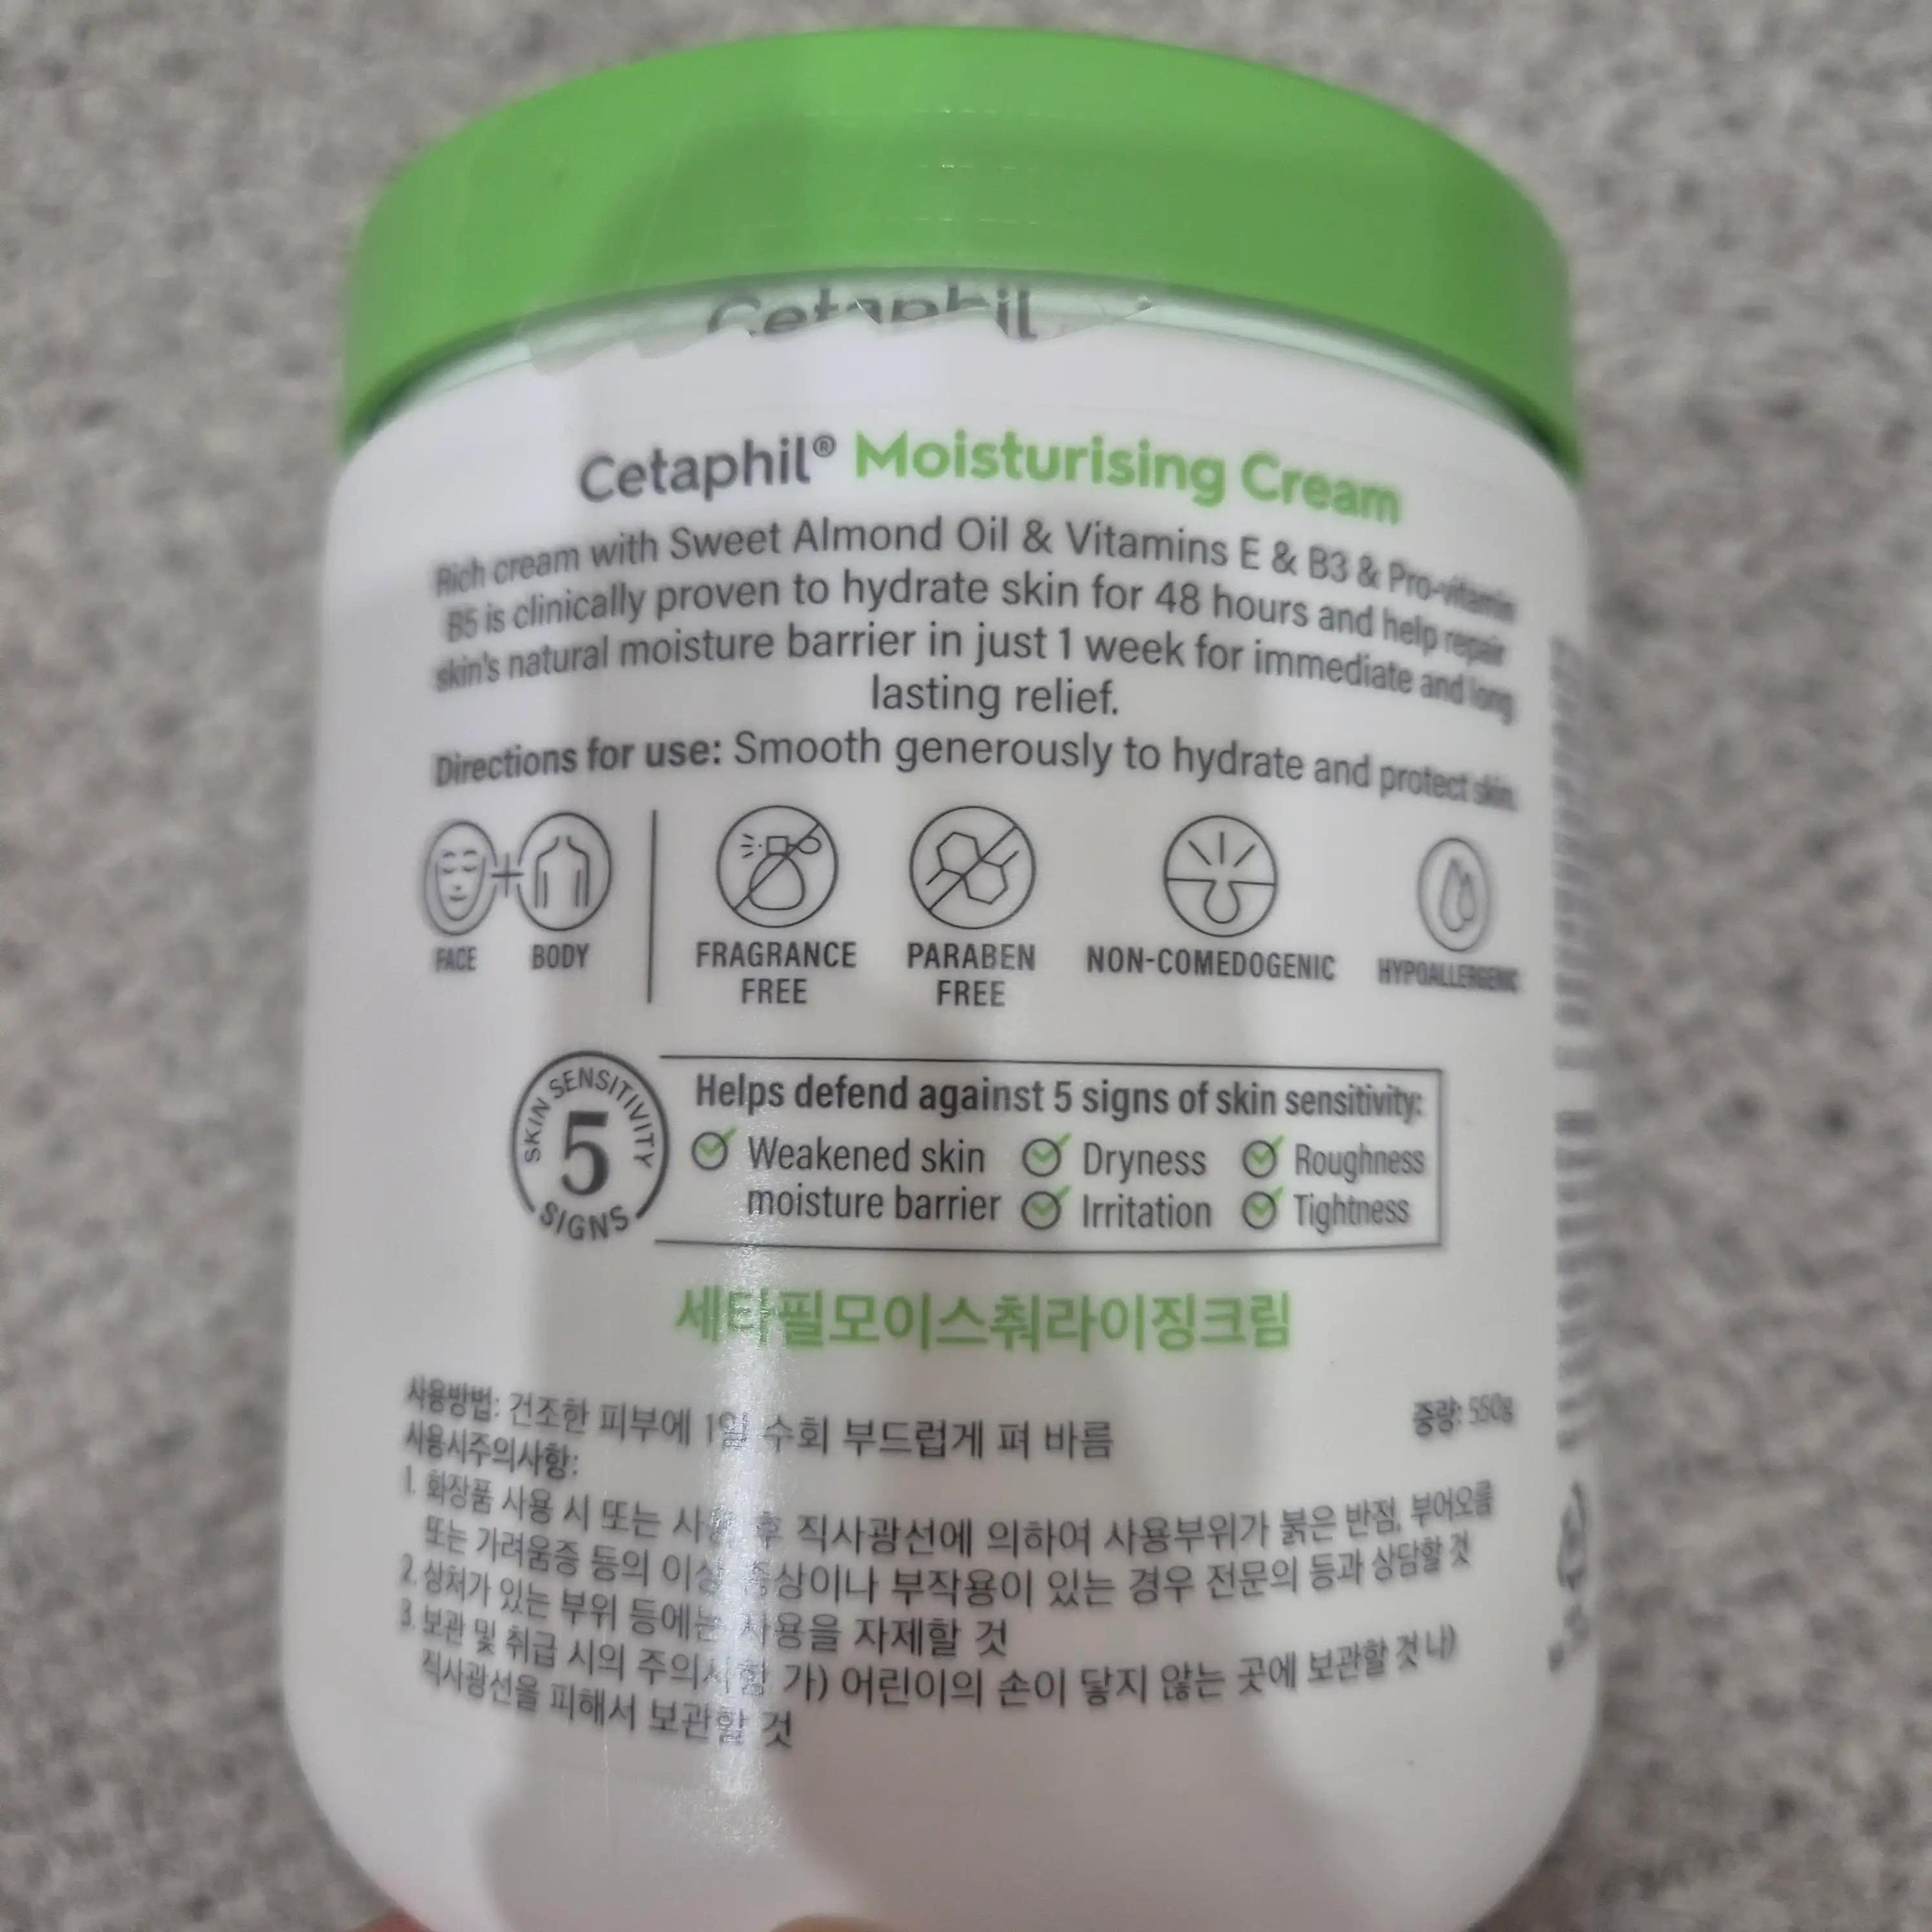 Cetaphil
Cetaphil® Moisturising Cream
Rich cream with Sweet Almond Oil & Vitamins E & B3 & Pro-vitamin
B5 is clinically proven to hydrate skin for 48 hours and help repair
skin's natural moisture barrier in just 1 week for immediate and long
lasting relief.
Directions for use: Smooth generously to hydrate and protect skin.
FACE + BODY
FRAGRANCE FREE
PARABEN FREE
NON-COMEDOGENIC
HYPOALLERGENIC
SKIN SENSITIVITY
5
SIGNS
Helps defend against 5 signs of skin sensitivity:
Weakened skin Dryness Roughness
moisture barrier Irritation Tightness
세타필모이스춰라이징크림
사용방법: 건조한 피부에 1일 수회 부드럽게 펴 바름
중량: 550g
사용시주의사항:
1. 화장품 사용 시 또는 사용 후 직사광선에 의하여 사용부위가 붉은 반점, 부어오름
또는 가려움증 등의 이상 증상이나 부작용이 있는 경우 전문의 등과 상담할 것
2. 상처가 있는 부위 등에는 사용을 자제할 것
3. 보관 및 취급 시의 주의사항 가) 어린이의 손이 닿지 않는 곳에 보관할 것 나)
직사광선을 피해서 보관할 것